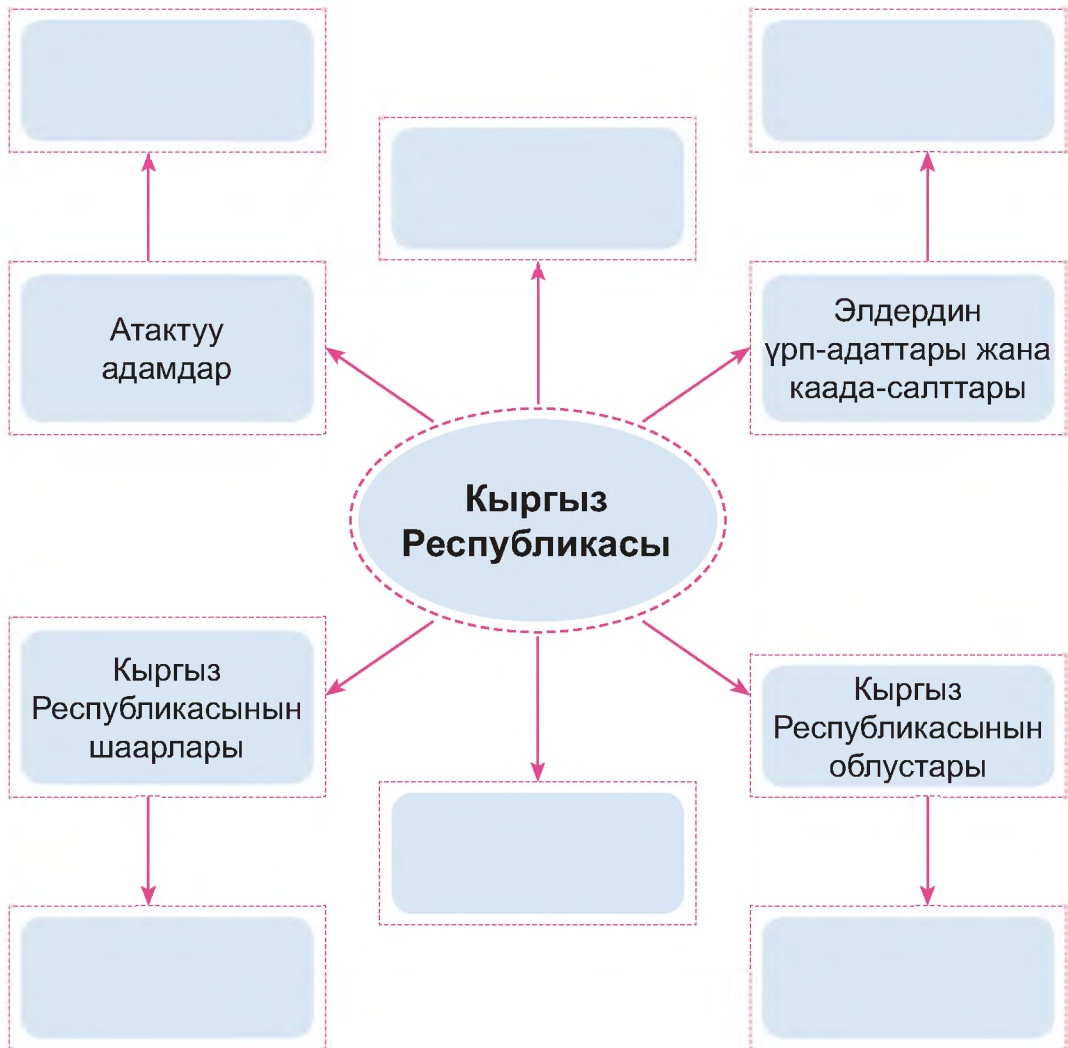 Атактуу
адамдар
Элдердин
үрп-адаттары жана
каада-салттары
Кыргыз
Республикасы
Кыргыз
Республикасынын
шаарлары
Кыргыз
Республикасынын
облустары